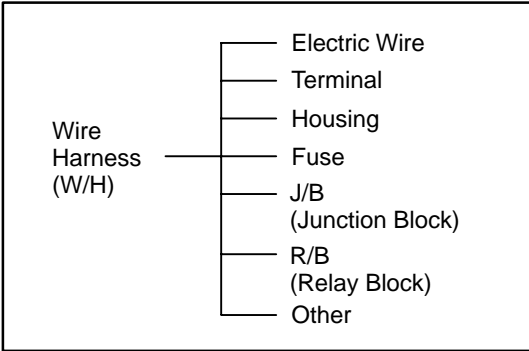 Wire
Harness
(W/H)
Electric Wire
Terminal
Housing
Fuse
J/B
(Junction Block)
R/B
(Relay Block)
Other